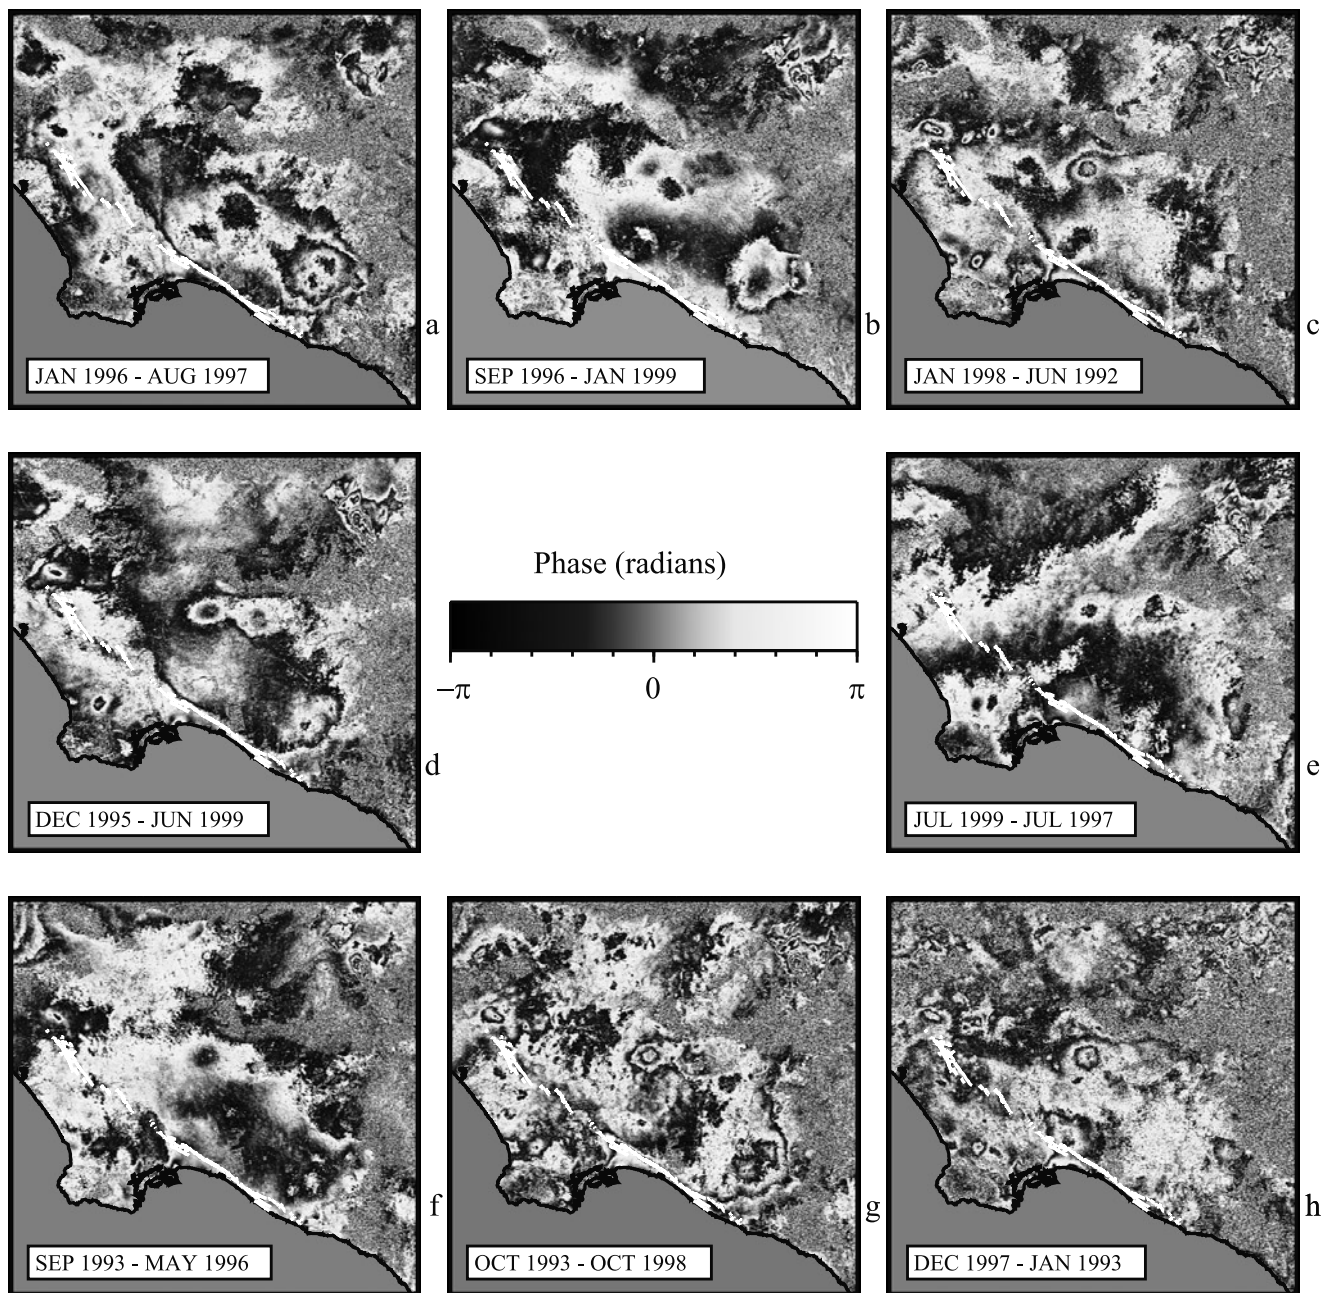 a
JAN 1996 - AUG 1997
b
SEP 1996 - JAN 1999
c
JAN 1998 - JUN 1992
d
DEC 1995 - JUN 1999
Phase (radians)
−π 0 π
e
JUL 1999 - JUL 1997
f
SEP 1993 - MAY 1996
g
OCT 1993 - OCT 1998
h
DEC 1997 - JAN 1993